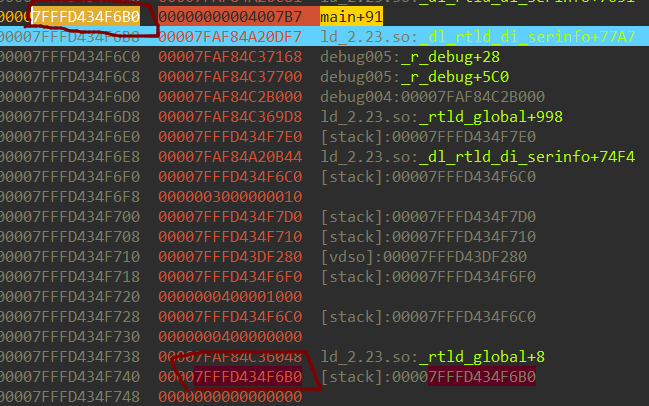 00007FFFD434F6B0 00000000004007B7 main+91
00007FFFD434F6B8 00007FAF84A20DF7 ld_2.23.so:_dl_rtld_di_serinfo+77A7
00007FFFD434F6C0 00007FAF84C37168 debug005:_r_debug+28
00007FFFD434F6C8 00007FAF84C37700 debug005:_r_debug+5C0
00007FFFD434F6D0 00007FAF84C2B000 debug004:00007FAF84C2B000
00007FFFD434F6D8 00007FAF84C369D8 ld_2.23.so:_rtld_global+998
00007FFFD434F6E0 00007FFFD434F7E0 [stack]:00007FFFD434F7E0
00007FFFD434F6E8 00007FAF84A20B44 ld_2.23.so:_dl_rtld_di_serinfo+74F4
00007FFFD434F6F0 00007FFFD434F6C0 [stack]:00007FFFD434F6C0
00007FFFD434F6F8 0000003000000010
00007FFFD434F700 00007FFFD434F7D0 [stack]:00007FFFD434F7D0
00007FFFD434F708 00007FFFD434F710 [stack]:00007FFFD434F710
00007FFFD434F710 00007FFFD43DF280 [vdso]:00007FFFD43DF280
00007FFFD434F718 00007FFFD434F6F0 [stack]:00007FFFD434F6F0
00007FFFD434F720 0000000400001000
00007FFFD434F728 00007FFFD434F6C0 [stack]:00007FFFD434F6C0
00007FFFD434F730 0000000400000000
00007FFFD434F738 00007FAF84C36048 ld_2.23.so:_rtld_global+8
00007FFFD434F740 00007FFFD434F6B0 [stack]:00007FFFD434F6B0
00007FFFD434F748 0000000000000000